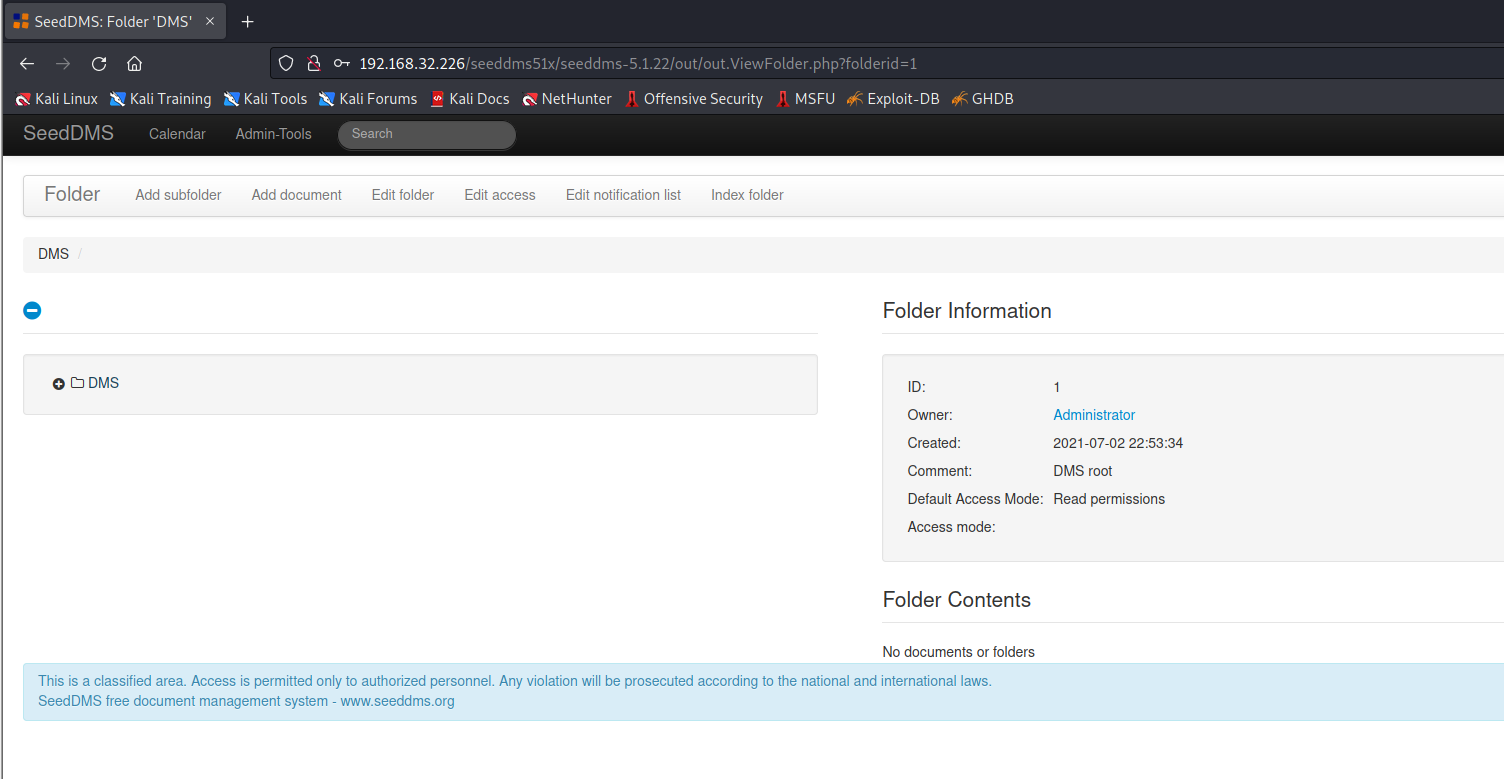 SeedDMS: Folder 'DMS'
192.168.32.226/seeddms51x/seeddms-5.1.22/out/out.ViewFolder.php?folderid=1
Kali Linux Kali Training Kali Tools Kali Forums Kali Docs NetHunter Offensive Security MSFU Exploit-DB GHDB
SeedDMS Calendar Admin-Tools Search
Folder Add subfolder Add document Edit folder Edit access Edit notification list Index folder
DMS /
DMS
Folder Information
ID: 1
Owner: Administrator
Created: 2021-07-02 22:53:34
Comment: DMS root
Default Access Mode: Read permissions
Access mode:
Folder Contents
No documents or folders
This is a classified area. Access is permitted only to authorized personnel. Any violation will be prosecuted according to the national and international laws.
SeedDMS free document management system - www.seeddms.org